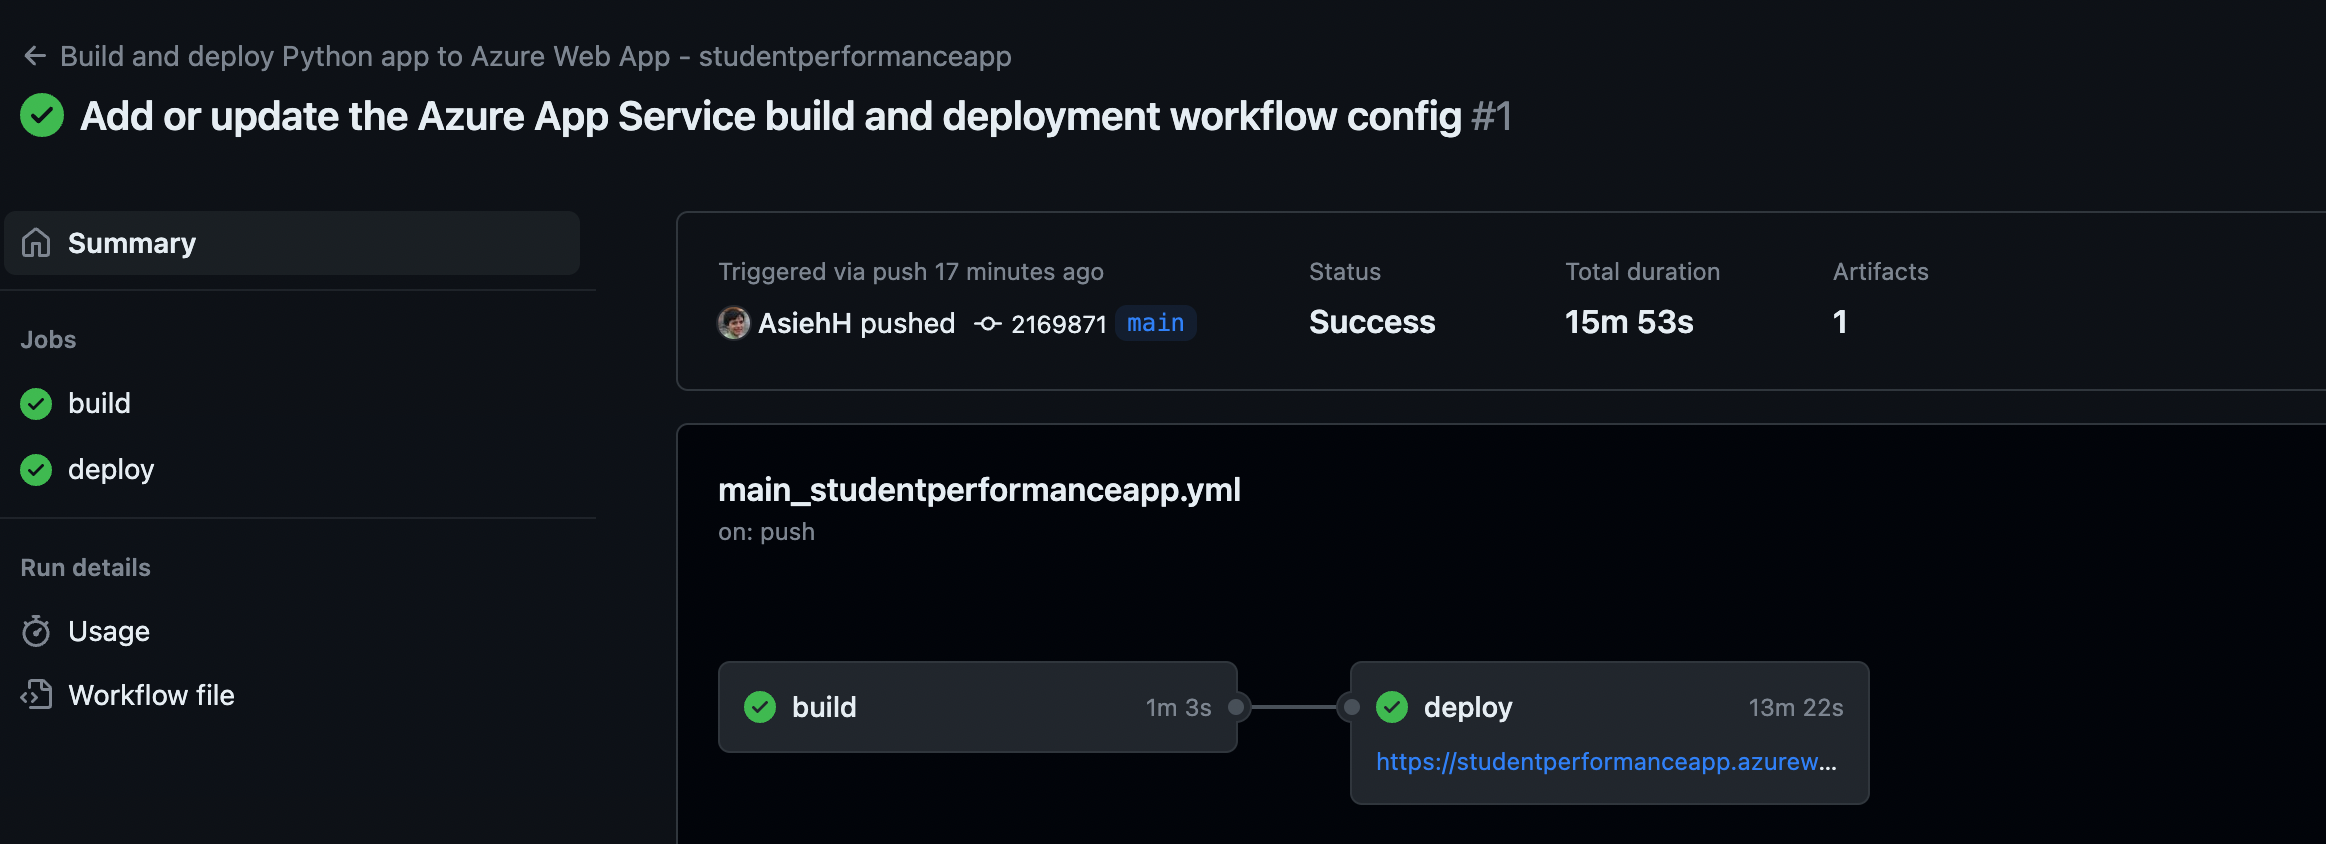 Build and deploy Python app to Azure Web App - studentperformanceapp
Add or update the Azure App Service build and deployment workflow config #1
Summary
Jobs
build
deploy
Run details
Usage
Workflow file
Triggered via push 17 minutes ago
AsiehH pushed 2169871 main
Status
Success
Total duration
15m 53s
Artifacts
1
main_studentperformanceapp.yml
on: push
build 1m 3s
deploy 13m 22s
https://studentperformanceapp.azurew...